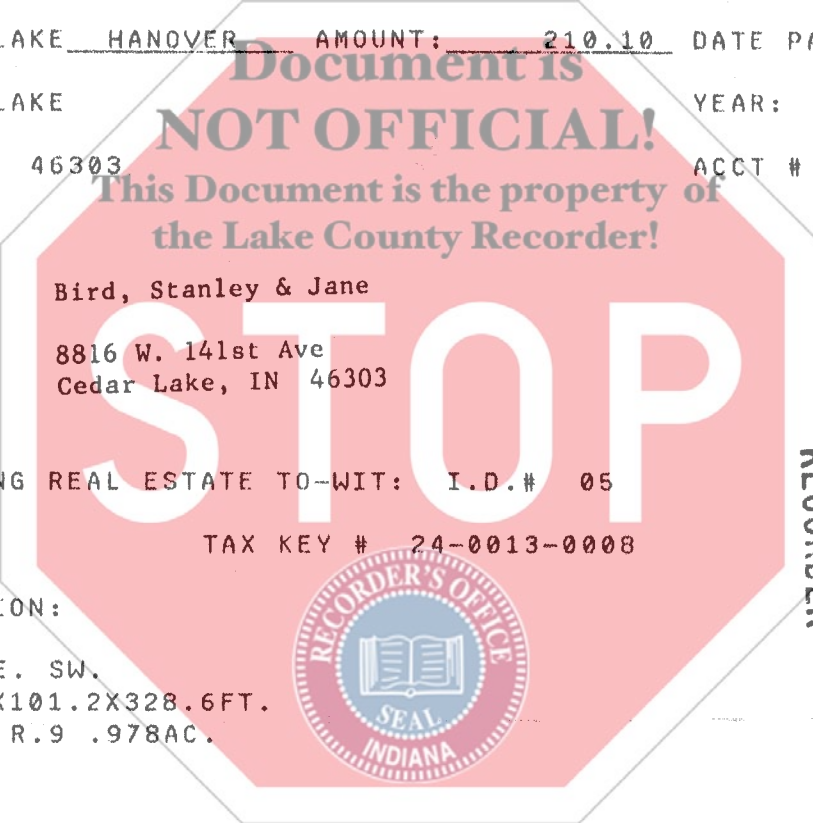 LAKE HANOVER AMOUNT: 210.10 DATE PA
Document is
LAKE YEAR:
NOT OFFICIAL!
46303 ACCT #
This Document is the property of
the Lake County Recorder!
Bird, Stanley & Jane
8816 W. 141st Ave
Cedar Lake, IN 46303
STOP
NG REAL ESTATE TO-WIT: I.D.# 05
RECORDER
TAX KEY # 24-0013-0008
RECORDER'S OFFICE
ION:
E. SW.
X101.2X328.6FT.
R.9 .978AC.
SEAL
INDIANA